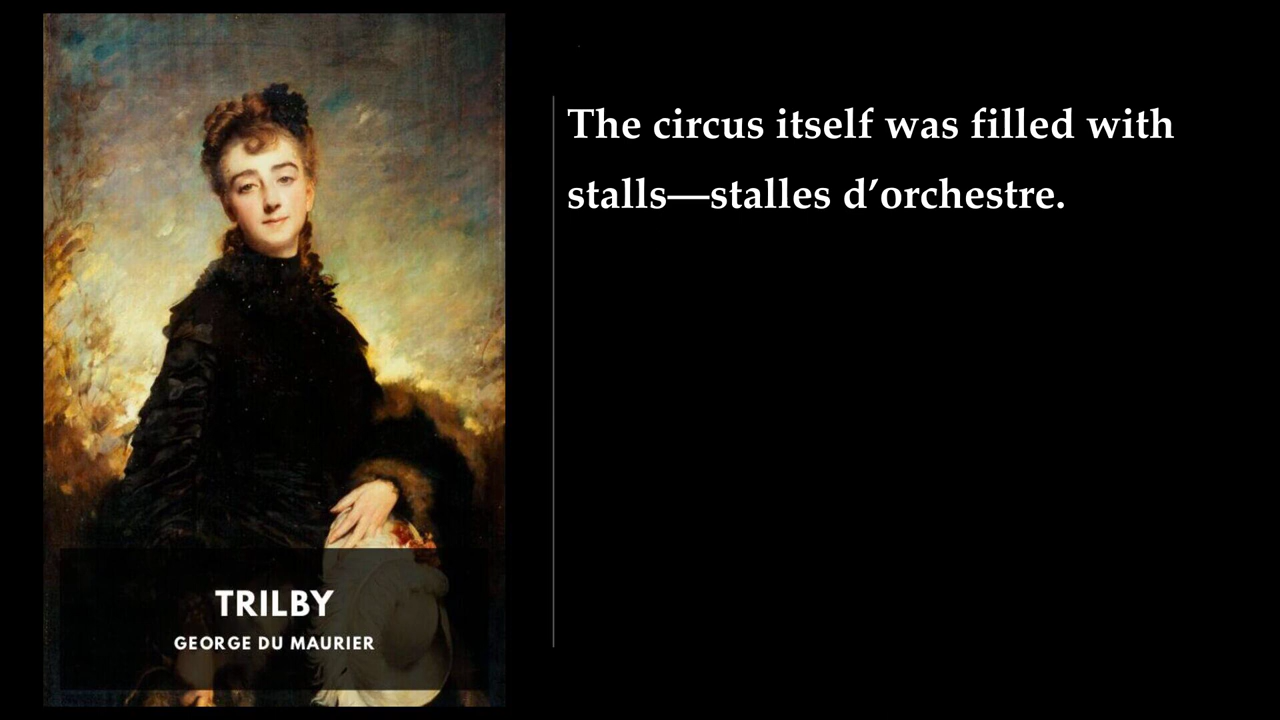 TRILBY
GEORGE DU MAURIER
The circus itself was filled with
stalls—stalles d’orchestre.